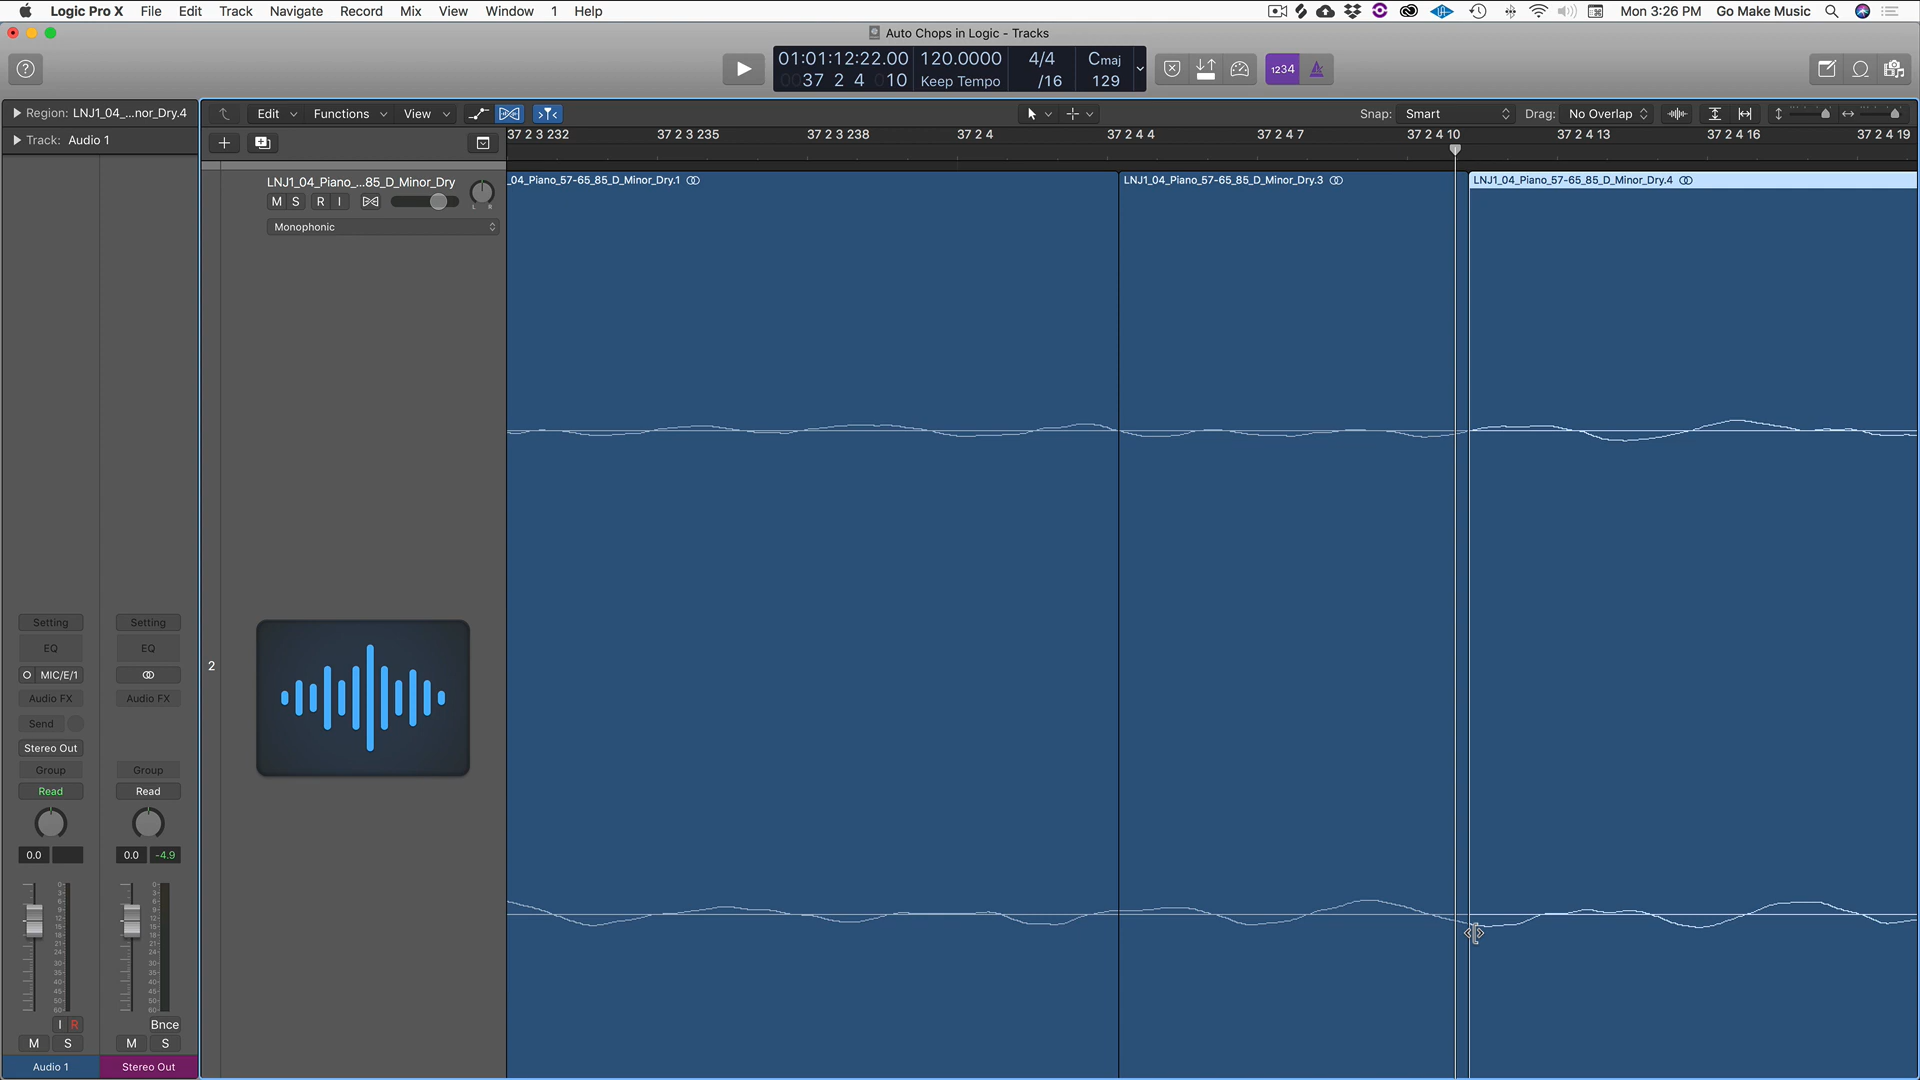 Logic Pro X File Edit Track Navigate Record Mix View Window 1 Help Mon 3:26 PM Go Make Music
Auto Chops in Logic - Tracks
01:01:12:22.00 120.0000 4/4 Cmaj
0037 2 4 010 Keep Tempo /16 129
1234
Region: LNJ1_04_...nor_Dry.4
Edit Functions View Snap: Smart Drag: No Overlap
Track: Audio 1
37 2 3 232 37 2 3 235 37 2 3 238 37 2 4 37 2 4 4 37 2 4 7 37 2 4 10 37 2 4 13 37 2 4 16 37 2 4 19
LNJ1_04_Piano_...85_D_Minor_Dry
_04_Piano_57-65_85_D_Minor_Dry.1 LNJ1_04_Piano_57-65_85_D_Minor_Dry.3 LNJ1_04_Piano_57-65_85_D_Minor_Dry.4
M S R I
L R
Monophonic
2
Setting Setting
EQ EQ
MIC/E/1
Audio FX Audio FX
Send
Stereo Out
Group Group
Read Read
0.0 0.0 -4.9
I R Bnce
M S M S
Audio 1 Stereo Out